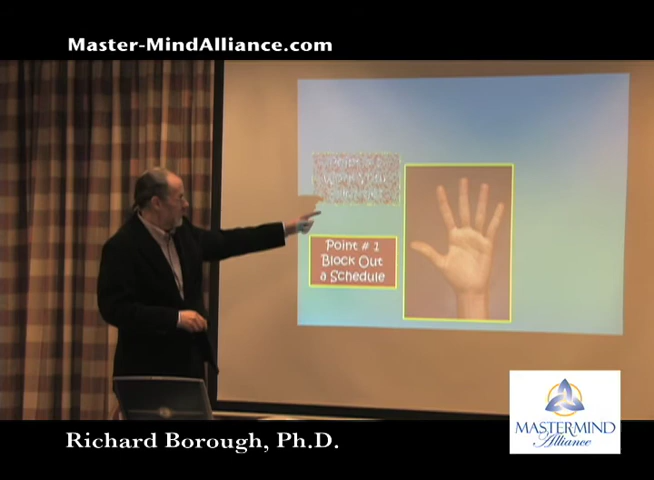 Master-MindAlliance.com
Point # 1
Block Out
a Schedule
Richard Borough, Ph.D.
MASTERMIND
Alliance